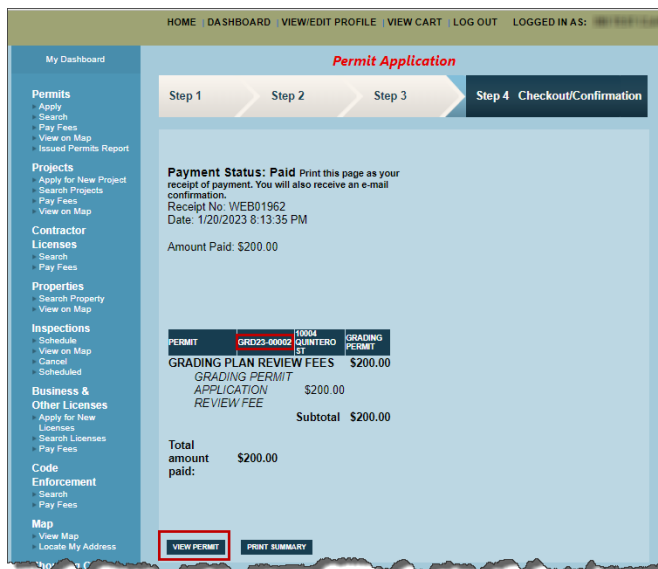 HOME | DASHBOARD | VIEW/EDIT PROFILE | VIEW CART | LOG OUT LOGGED IN AS:
My Dashboard
Permits
Apply
Search
Pay Fees
View on Map
Issued Permits Report
Projects
Apply for New Project
Search Projects
Pay Fees
View on Map
Contractor
Licenses
Search
Pay Fees
Properties
Search Property
View on Map
Inspections
Schedule
View on Map
Cancel
Scheduled
Business &
Other Licenses
Apply for New
Licenses
Search Licenses
Pay Fees
Code
Enforcement
Search
Pay Fees
Map
View Map
Locate My Address
Permit Application
Step 1 Step 2 Step 3 Step 4 Checkout/Confirmation
Payment Status: Paid Print this page as your
receipt of payment. You will also receive an e-mail
confirmation.
Receipt No: WEB01962
Date: 1/20/2023 8:13:35 PM
Amount Paid: $200.00
PERMIT GRD23-00002 10004 QUINTERO ST GRADING PERMIT
GRADING PLAN REVIEW FEES $200.00
GRADING PERMIT
APPLICATION $200.00
REVIEW FEE
Subtotal $200.00
Total
amount $200.00
paid:
VIEW PERMIT PRINT SUMMARY